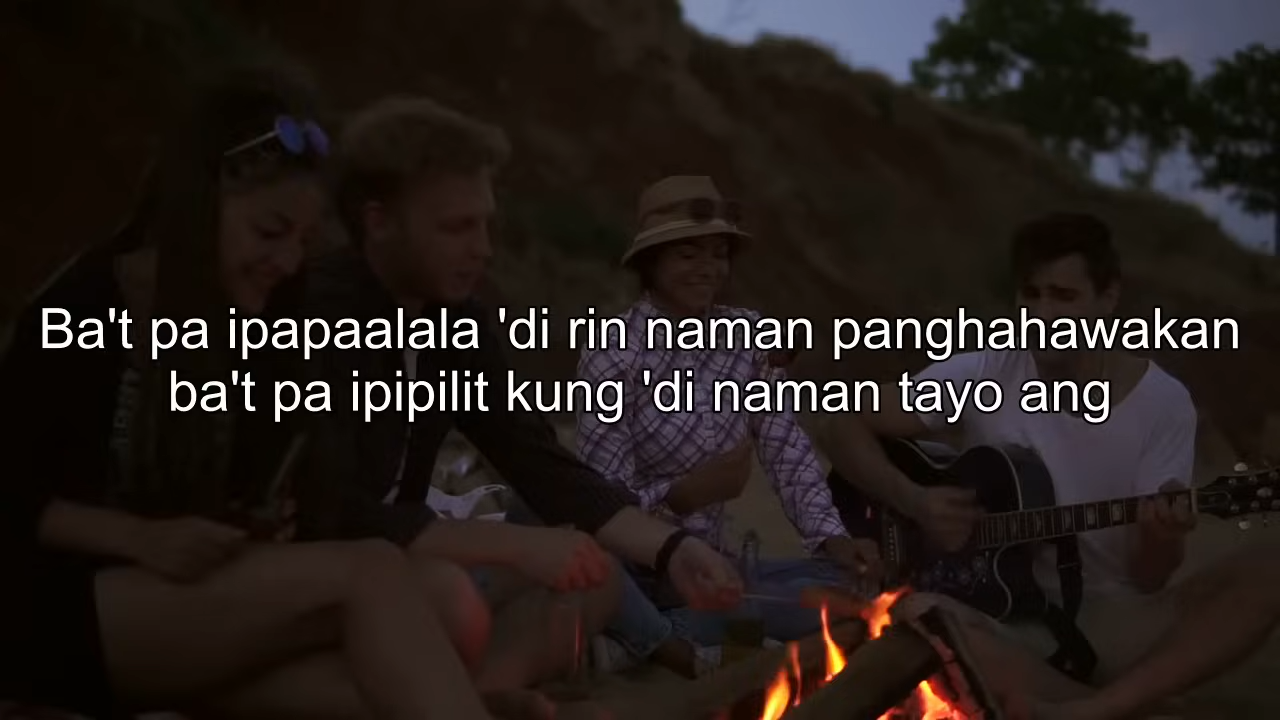 Ba't pa ipapaalala 'di rin naman panghahawakan
ba't pa ipipilit kung 'di naman tayo ang